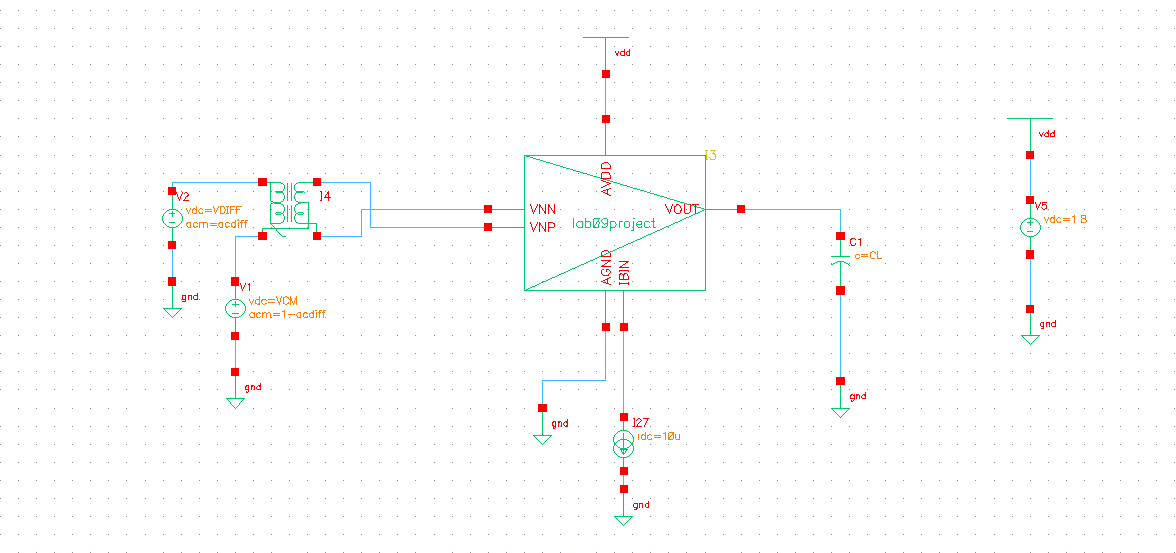 vdd
I3
AVDD
vdd
V2
vdc=VDIFF
acm=acdiff
I4
VNN
VNP
lab09project
VOUT
V5
vdc=1.8
C1
c=CL
AGND
IBIN
V1
vdc=VCM
acm=1-acdiff
gnd
gnd
gnd
gnd
gnd
I27
idc=10u
gnd